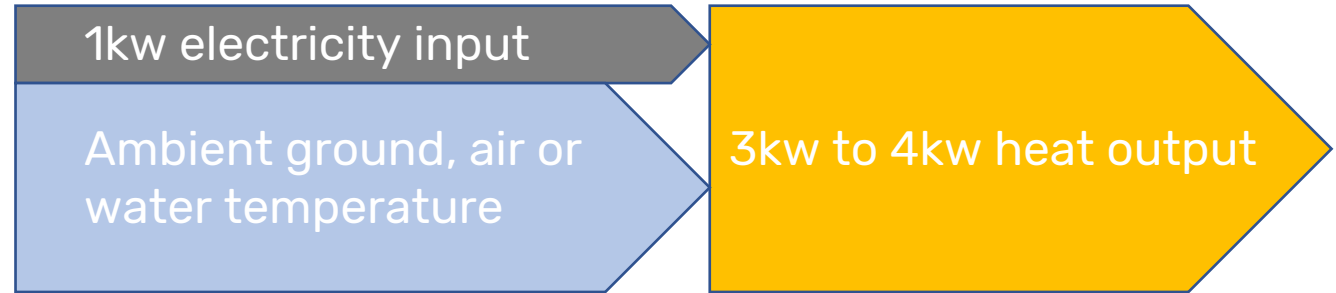 1kw electricity input
Ambient ground, air or
water temperature
3kw to 4kw heat output